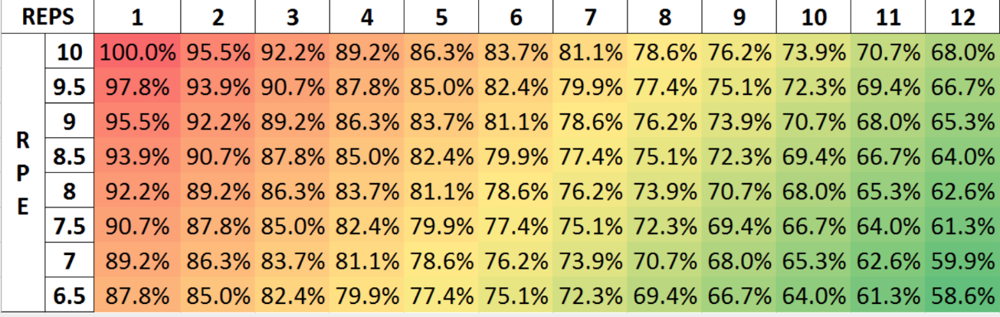 REPS 1 2 3 4 5 6 7 8 9 10 11 12
RPE
10 100.0% 95.5% 92.2% 89.2% 86.3% 83.7% 81.1% 78.6% 76.2% 73.9% 70.7% 68.0%
9.5 97.8% 93.9% 90.7% 87.8% 85.0% 82.4% 79.9% 77.4% 75.1% 72.3% 69.4% 66.7%
9 95.5% 92.2% 89.2% 86.3% 83.7% 81.1% 78.6% 76.2% 73.9% 70.7% 68.0% 65.3%
8.5 93.9% 90.7% 87.8% 85.0% 82.4% 79.9% 77.4% 75.1% 72.3% 69.4% 66.7% 64.0%
8 92.2% 89.2% 86.3% 83.7% 81.1% 78.6% 76.2% 73.9% 70.7% 68.0% 65.3% 62.6%
7.5 90.7% 87.8% 85.0% 82.4% 79.9% 77.4% 75.1% 72.3% 69.4% 66.7% 64.0% 61.3%
7 89.2% 86.3% 83.7% 81.1% 78.6% 76.2% 73.9% 70.7% 68.0% 65.3% 62.6% 59.9%
6.5 87.8% 85.0% 82.4% 79.9% 77.4% 75.1% 72.3% 69.4% 66.7% 64.0% 61.3% 58.6%